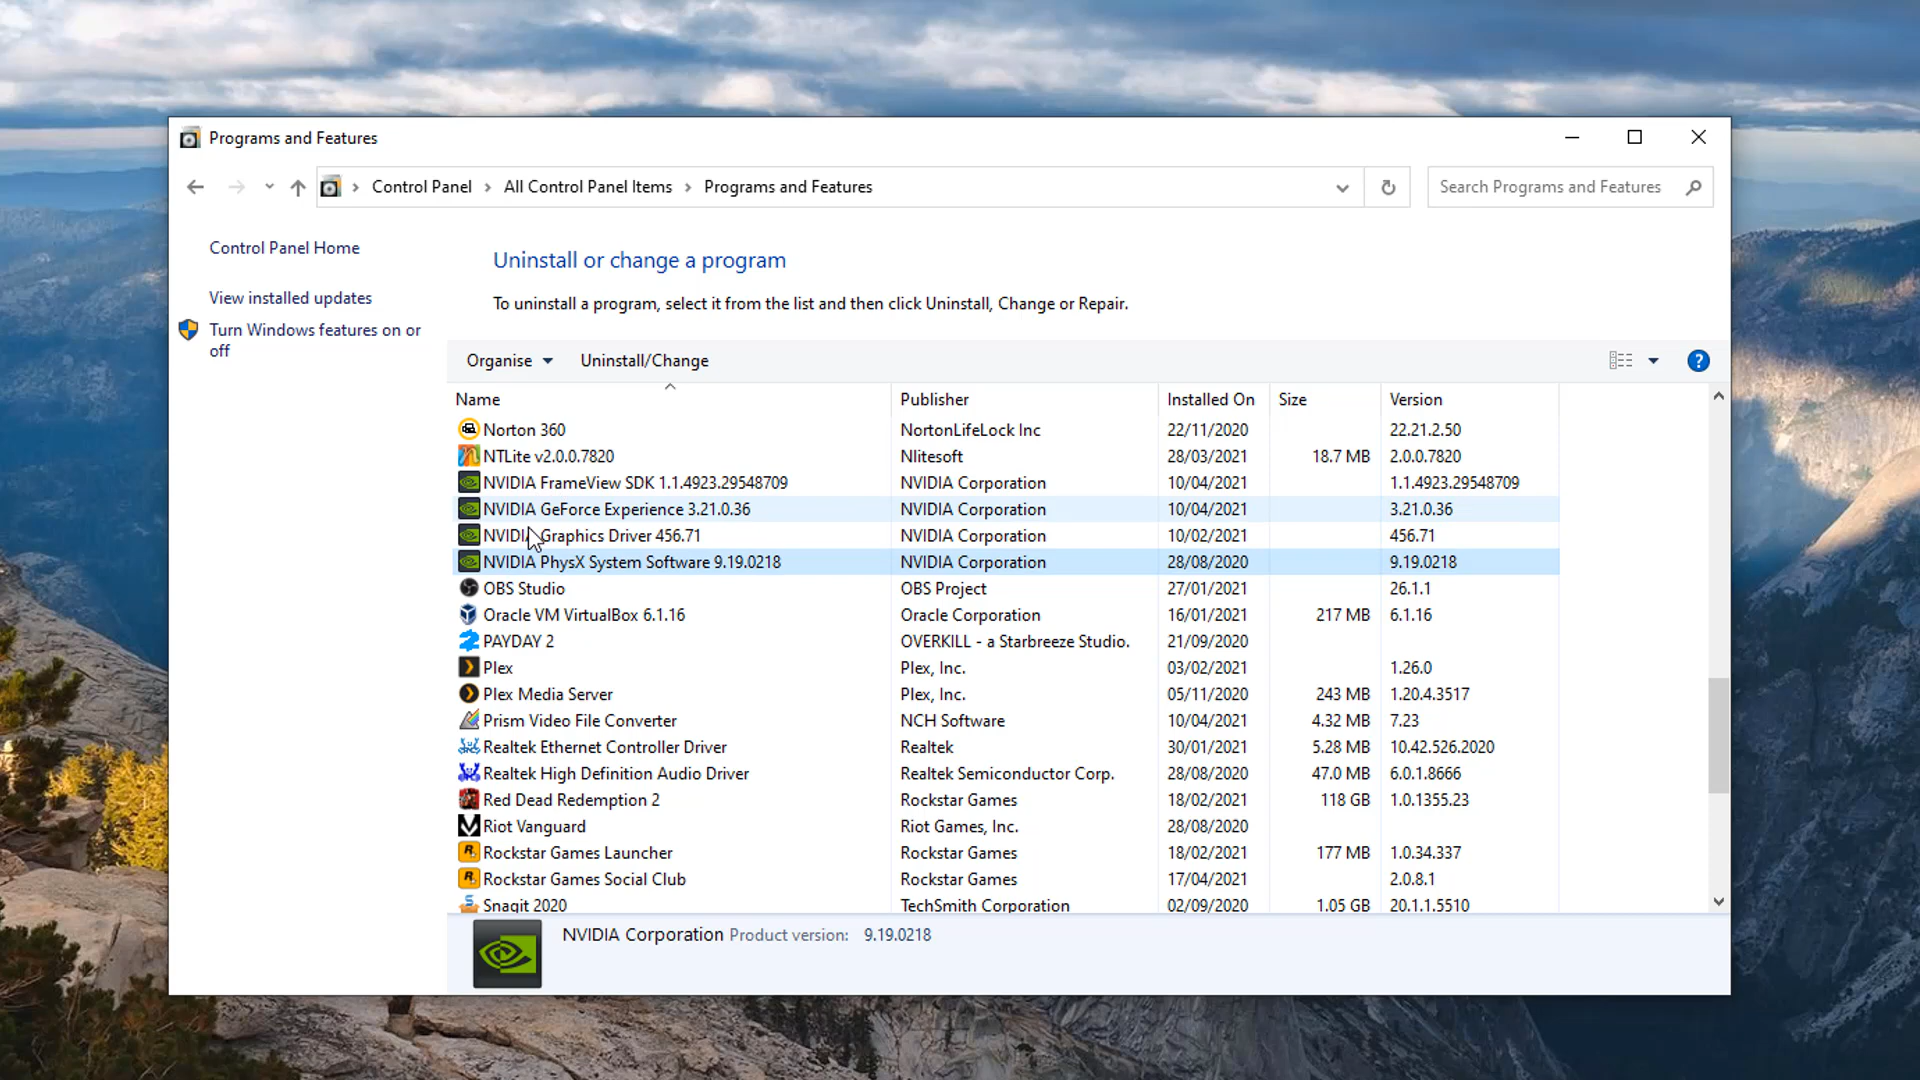 Programs and Features
Control Panel > All Control Panel Items > Programs and Features
Search Programs and Features
Control Panel Home
View installed updates
Turn Windows features on or
off
Uninstall or change a program
To uninstall a program, select it from the list and then click Uninstall, Change or Repair.
Organise Uninstall/Change
Name Publisher Installed On Size Version
Norton 360 NortonLifeLock Inc 22/11/2020 22.21.2.50
NTLite v2.0.0.7820 Nlitesoft 28/03/2021 18.7 MB 2.0.0.7820
NVIDIA FrameView SDK 1.1.4923.29548709 NVIDIA Corporation 10/04/2021 1.1.4923.29548709
NVIDIA GeForce Experience 3.21.0.36 NVIDIA Corporation 10/04/2021 3.21.0.36
NVIDIA Graphics Driver 456.71 NVIDIA Corporation 10/02/2021 456.71
NVIDIA PhysX System Software 9.19.0218 NVIDIA Corporation 28/08/2020 9.19.0218
OBS Studio OBS Project 27/01/2021 26.1.1
Oracle VM VirtualBox 6.1.16 Oracle Corporation 16/01/2021 217 MB 6.1.16
PAYDAY 2 OVERKILL - a Starbreeze Studio. 21/09/2020
Plex Plex, Inc. 03/02/2021 1.26.0
Plex Media Server Plex, Inc. 05/11/2020 243 MB 1.20.4.3517
Prism Video File Converter NCH Software 10/04/2021 4.32 MB 7.23
Realtek Ethernet Controller Driver Realtek 30/01/2021 5.28 MB 10.42.526.2020
Realtek High Definition Audio Driver Realtek Semiconductor Corp. 28/08/2020 47.0 MB 6.0.1.8666
Red Dead Redemption 2 Rockstar Games 18/02/2021 118 GB 1.0.1355.23
Riot Vanguard Riot Games, Inc. 28/08/2020
Rockstar Games Launcher Rockstar Games 18/02/2021 177 MB 1.0.34.337
Rockstar Games Social Club Rockstar Games 17/04/2021 2.0.8.1
Snagit 2020 TechSmith Corporation 02/09/2020 1.05 GB 20.1.1.5510
NVIDIA Corporation Product version: 9.19.0218